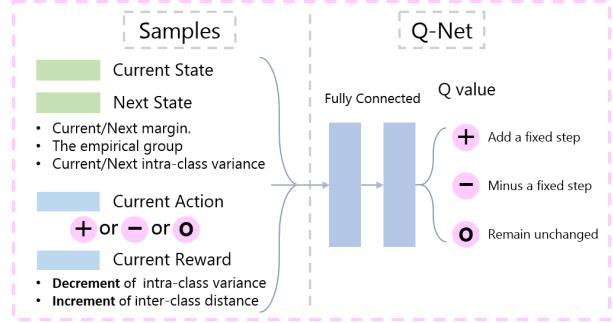 Samples
Current State
Next State
• Current/Next margin.
• The empirical group
• Current/Next intra-class variance
Current Action
+ or − or o
Current Reward
• Decrement of intra-class variance
• Increment of inter-class distance
Q-Net
Fully Connected
Q value
+ Add a fixed step
− Minus a fixed step
o Remain unchanged